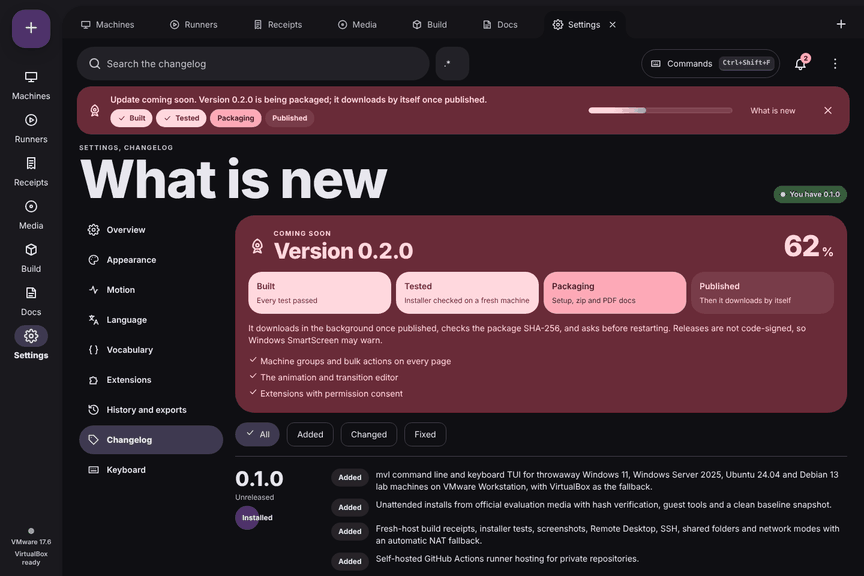 Machines
Runners
Receipts
Media
Build
Docs
Settings
Search the changelog
.*
Commands
Ctrl+Shift+F
2
Machines
Runners
Receipts
Media
Build
Docs
Settings
VMware 17.6
VirtualBox
ready
Update coming soon. Version 0.2.0 is being packaged; it downloads by itself once published.
Built
Tested
Packaging
Published
What is new
SETTINGS, CHANGELOG
What is new
You have 0.1.0
Overview
Appearance
Motion
Language
Vocabulary
Extensions
History and exports
Changelog
Keyboard
COMING SOON
Version 0.2.0
62%
Built
Every test passed
Tested
Installer checked on a fresh machine
Packaging
Setup, zip and PDF docs
Published
Then it downloads by itself
It downloads in the background once published, checks the package SHA-256, and asks before restarting. Releases are not code-signed, so
Windows SmartScreen may warn.
Machine groups and bulk actions on every page
The animation and transition editor
Extensions with permission consent
All
Added
Changed
Fixed
0.1.0
Unreleased
Installed
Added
mvl command line and keyboard TUI for throwaway Windows 11, Windows Server 2025, Ubuntu 24.04 and Debian 13
lab machines on VMware Workstation, with VirtualBox as the fallback.
Added
Unattended installs from official evaluation media with hash verification, guest tools and a clean baseline snapshot.
Added
Fresh-host build receipts, installer tests, screenshots, Remote Desktop, SSH, shared folders and network modes with
an automatic NAT fallback.
Added
Self-hosted GitHub Actions runner hosting for private repositories.